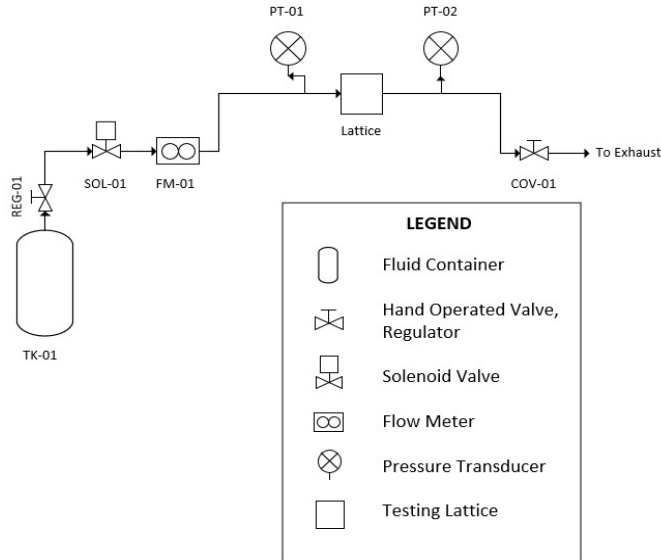 PT-01
PT-02
Lattice
To Exhaust
REG-01
SOL-01
FM-01
COV-01
TK-01
LEGEND
Fluid Container
Hand Operated Valve,
Regulator
Solenoid Valve
Flow Meter
Pressure Transducer
Testing Lattice